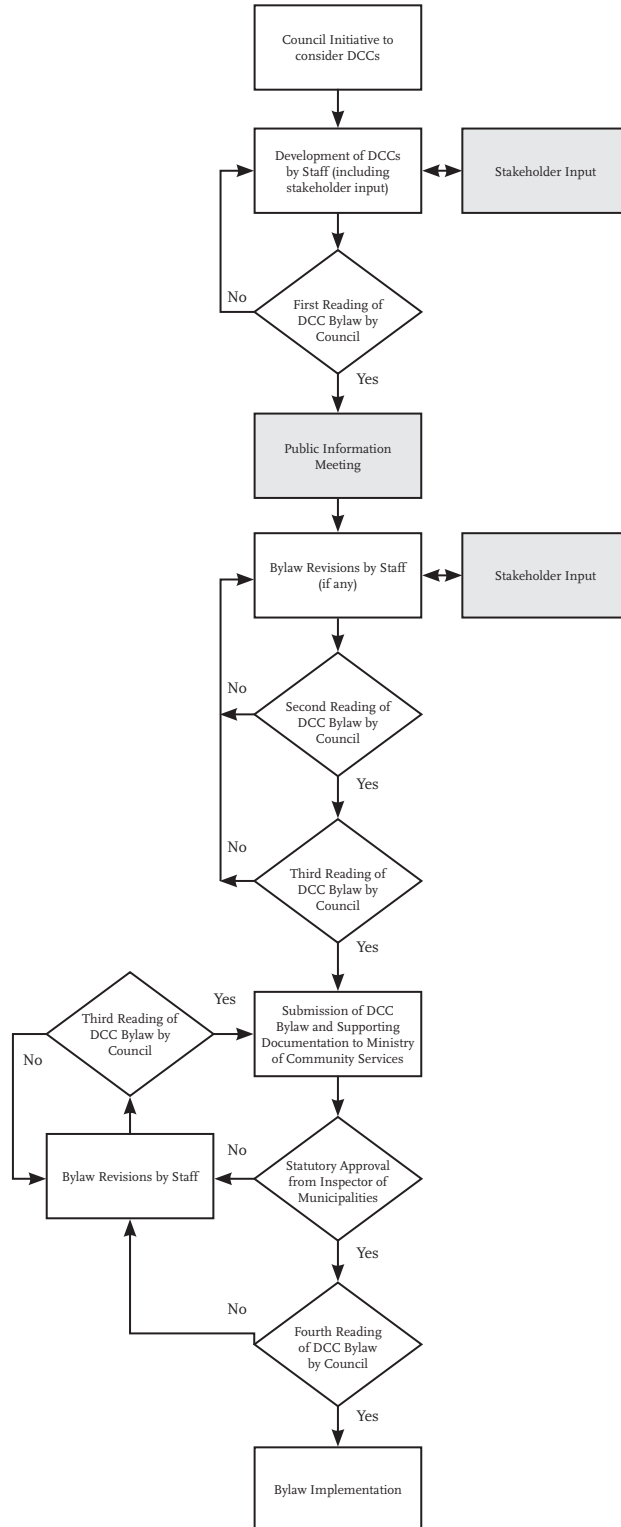 Council Initiative to
consider DCCs
Development of DCCs
by Staff (including
stakeholder input)
Stakeholder Input
No
First Reading of
DCC Bylaw by
Council
Yes
Public Information
Meeting
Bylaw Revisions by Staff
(if any)
Stakeholder Input
No
Second Reading of
DCC Bylaw by
Council
Yes
No
Third Reading of
DCC Bylaw by
Council
Yes
Third Reading of
DCC Bylaw by
Council
Yes
No
Submission of DCC
Bylaw and Supporting
Documentation to Ministry
of Community Services
Bylaw Revisions by Staff
No
Statutory Approval
from Inspector of
Municipalities
Yes
No
Fourth Reading
of DCC Bylaw
by Council
Yes
Bylaw Implementation